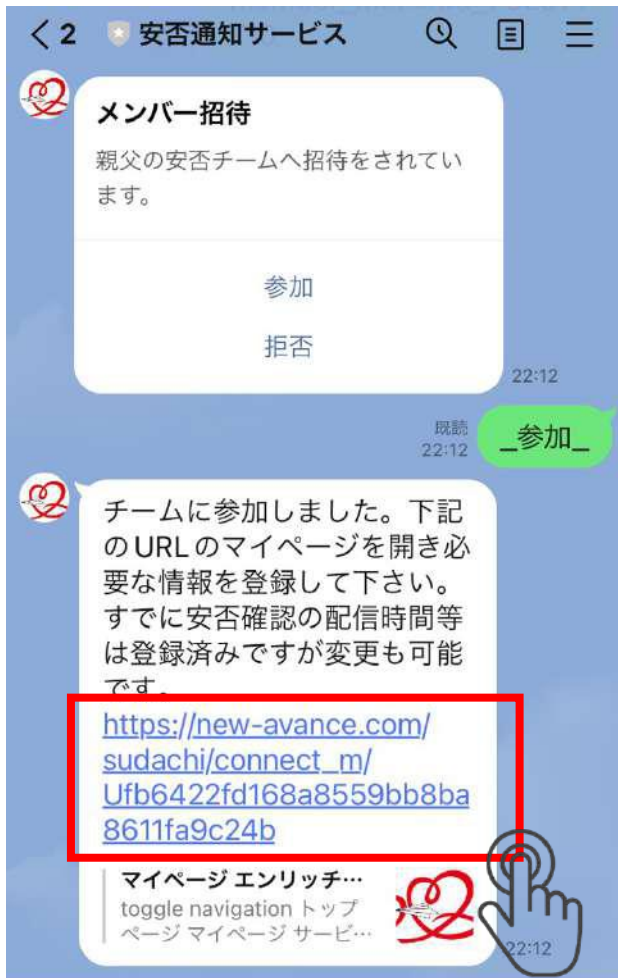 2 安否通知サービス
メンバー招待
親父の安否チームへ招待をされてい
ます。
参加
拒否
22:12
既読
22:12
_参加_
チームに参加しました。下記
のURLのマイページを開き必
要な情報を登録して下さい。
すでに安否確認の配信時間等
は登録済みですが変更も可能
です。
https://new-avance.com/
sudachi/connect_m/
Ufb6422fd168a8559bb8ba
8611fa9c24b
マイページ エンリッチ…
toggle navigation トップ
ページ マイページ サービ…
22:12